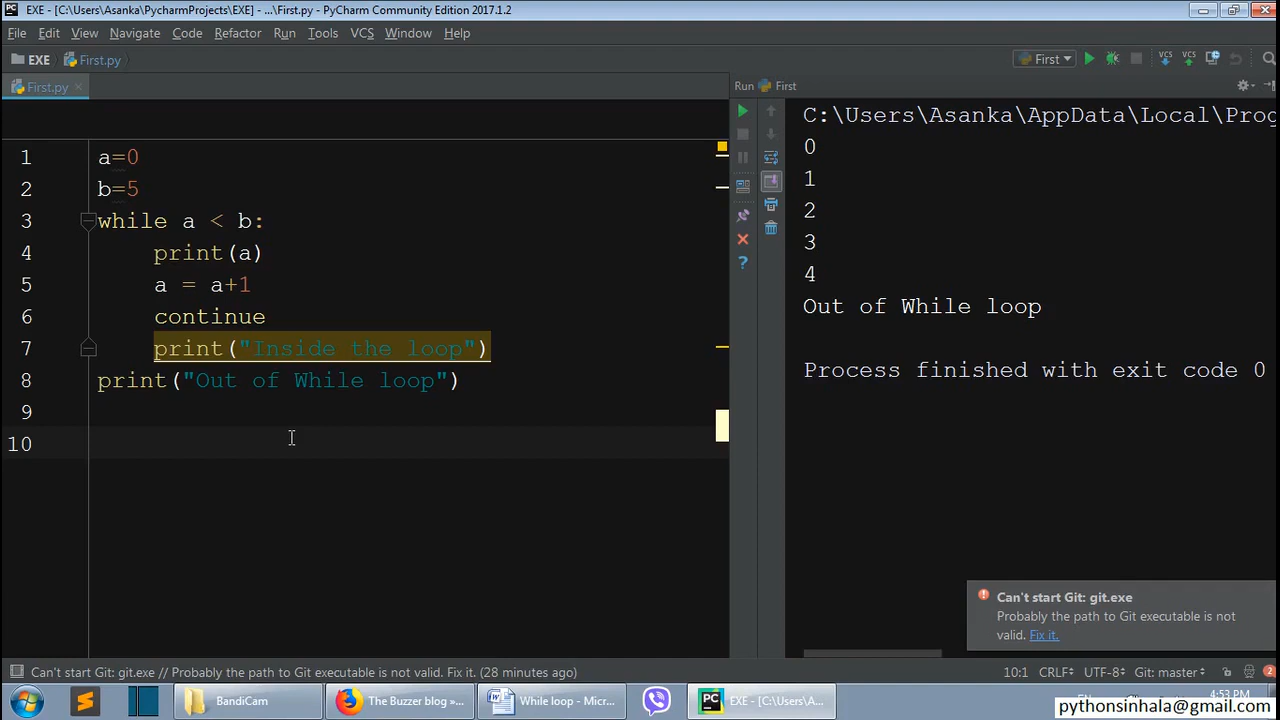 EXE - [C:\Users\Asanka\PycharmProjects\EXE] - ...\First.py - PyCharm Community Edition 2017.1.2
File Edit View Navigate Code Refactor Run Tools VCS Window Help
EXE First.py First VCS VCS
First.py
Run First
1 a=0
2 b=5
3 while a < b:
4 print(a)
5 a = a+1
6 continue
7 print("Inside the loop")
8 print("Out of While loop")
9
10
C:\Users\Asanka\AppData\Local\Prog
0
1
2
3
4
Out of While loop
Process finished with exit code 0
Can't start Git: git.exe
Probably the path to Git executable is not
valid. Fix it.
Can't start Git: git.exe // Probably the path to Git executable is not valid. Fix it. (28 minutes ago) 10:1 CRLF UTF-8 Git: master 2
BandiCam The Buzzer blog ... While loop - Micr... EXE - [C:\Users\A... 4:53 PM
pythonsinhala@gmail.com